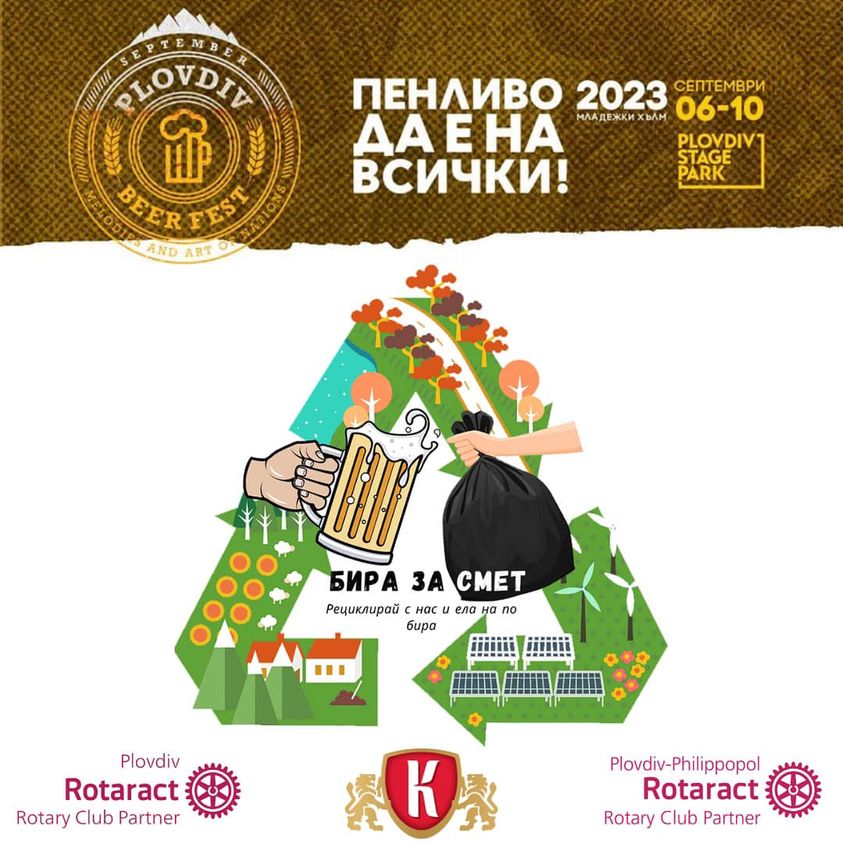 SEPTEMBER
PLOVDIV
BEER FEST
MELODIES AND ART OF NATIONS
ПЕНЛИВО
ДА Е НА
ВСИЧКИ!
2023
МЛАДЕЖКИ ХЪЛМ
СЕПТЕМВРИ
06-10
PLOVDIV
STAGE
PARK
БИРА ЗА СМЕТ
Рециклирай с нас и ела на по
бира
Plovdiv
Rotaract
Rotary Club Partner
К
Plovdiv-Philippopol
Rotaract
Rotary Club Partner